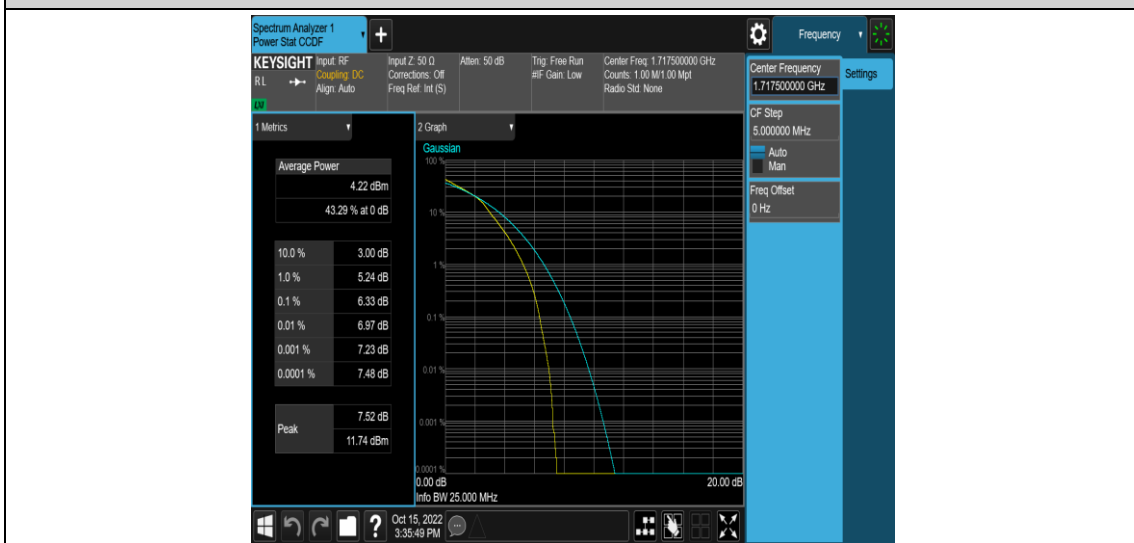 Spectrum Analyzer 1
Power Stat CCDF
+
Frequency
KEYSIGHT
RL
LXI
Input: RF
Coupling: DC
Align: Auto
Input Z: 50 Ω
Corrections: Off
Freq Ref: Int (S)
Atten: 50 dB
Trig: Free Run
#IF Gain: Low
Center Freq: 1.717500000 GHz
Counts: 1.00 M/1.00 Mpt
Radio Std: None
Center Frequency
1.717500000 GHz
Settings
CF Step
5.000000 MHz
Auto
Man
Freq Offset
0 Hz
1 Metrics
Average Power
4.22 dBm
43.29 % at 0 dB
10.0 % 3.00 dB
1.0 % 5.24 dB
0.1 % 6.33 dB
0.01 % 6.97 dB
0.001 % 7.23 dB
0.0001 % 7.48 dB
Peak
7.52 dB
11.74 dBm
2 Graph
Gaussian
100 %
10 %
1 %
0.1 %
0.01 %
0.001 %
0.0001 %
0.00 dB 20.00 dB
Info BW 25.000 MHz
?
Oct 15, 2022
3:35:49 PM